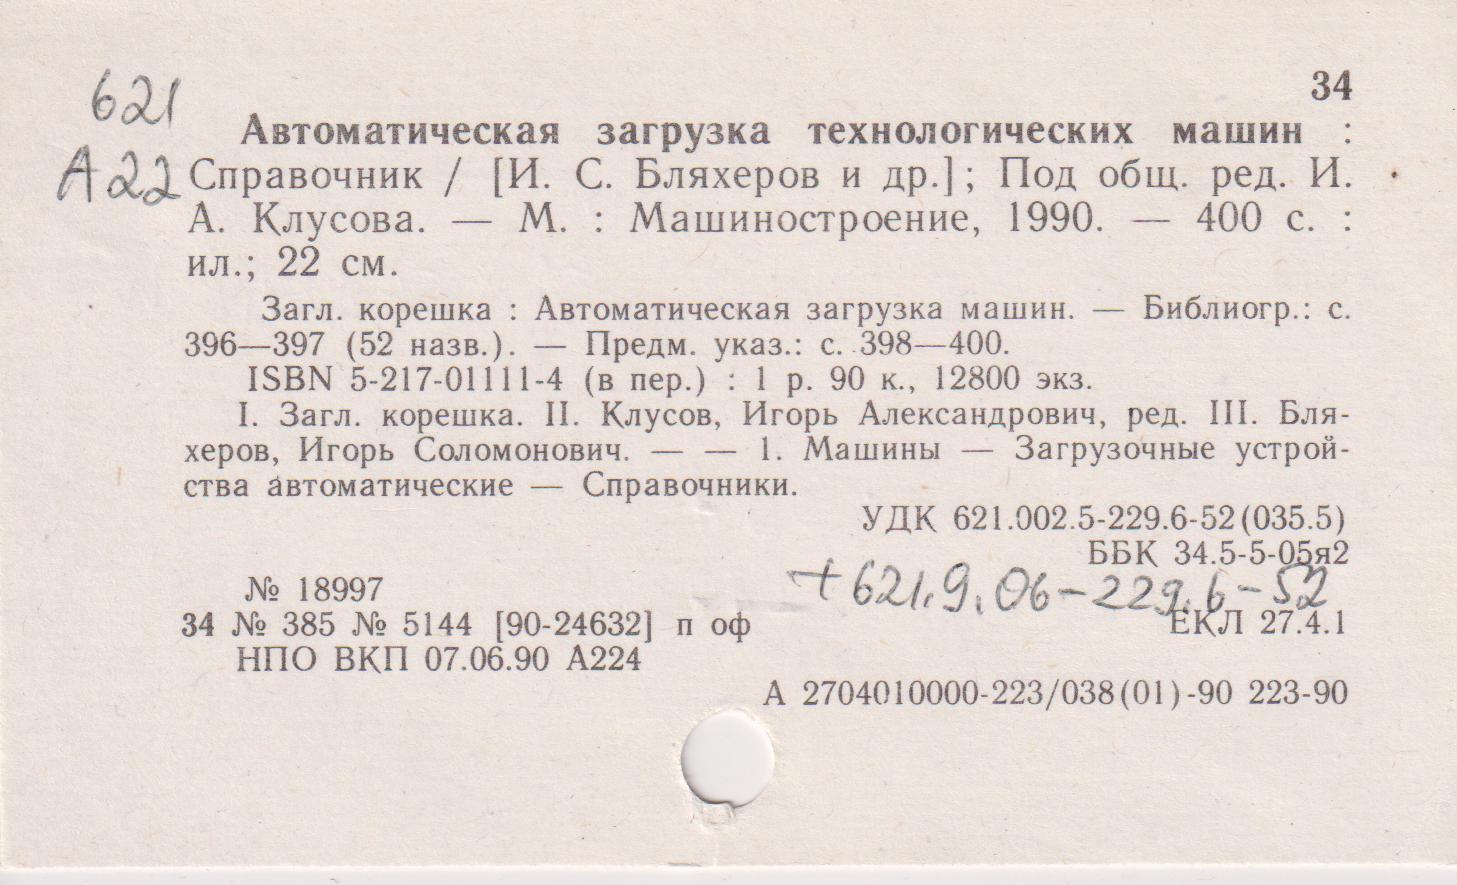 34
621
Автоматическая загрузка технологических машин :
А22
Справочник / [И. С. Бляхеров и др.]; Под общ. ред. И.
А. Клусова. — М. : Машиностроение, 1990. — 400 с. :
ил.; 22 см.
Загл. корешка : Автоматическая загрузка машин. — Библиогр.: с.
396—397 (52 назв.). — Предм. указ.: с. 398—400.
ISBN 5-217-01111-4 (в пер.) : 1 р. 90 к., 12800 экз.
I. Загл. корешка. II. Клусов, Игорь Александрович, ред. III. Бля-
херов, Игорь Соломонович. — — 1. Машины — Загрузочные устрой-
ства автоматические — Справочники.
УДК 621.002.5-229.6-52(035.5)
ББК 34.5-5-05я2
+ 621.9.06-229.6-52
№ 18997
34 № 385 № 5144 [90-24632] п оф
ЕКЛ 27.4.1
НПО ВКП 07.06.90 А224
А 2704010000-223/038(01)-90 223-90